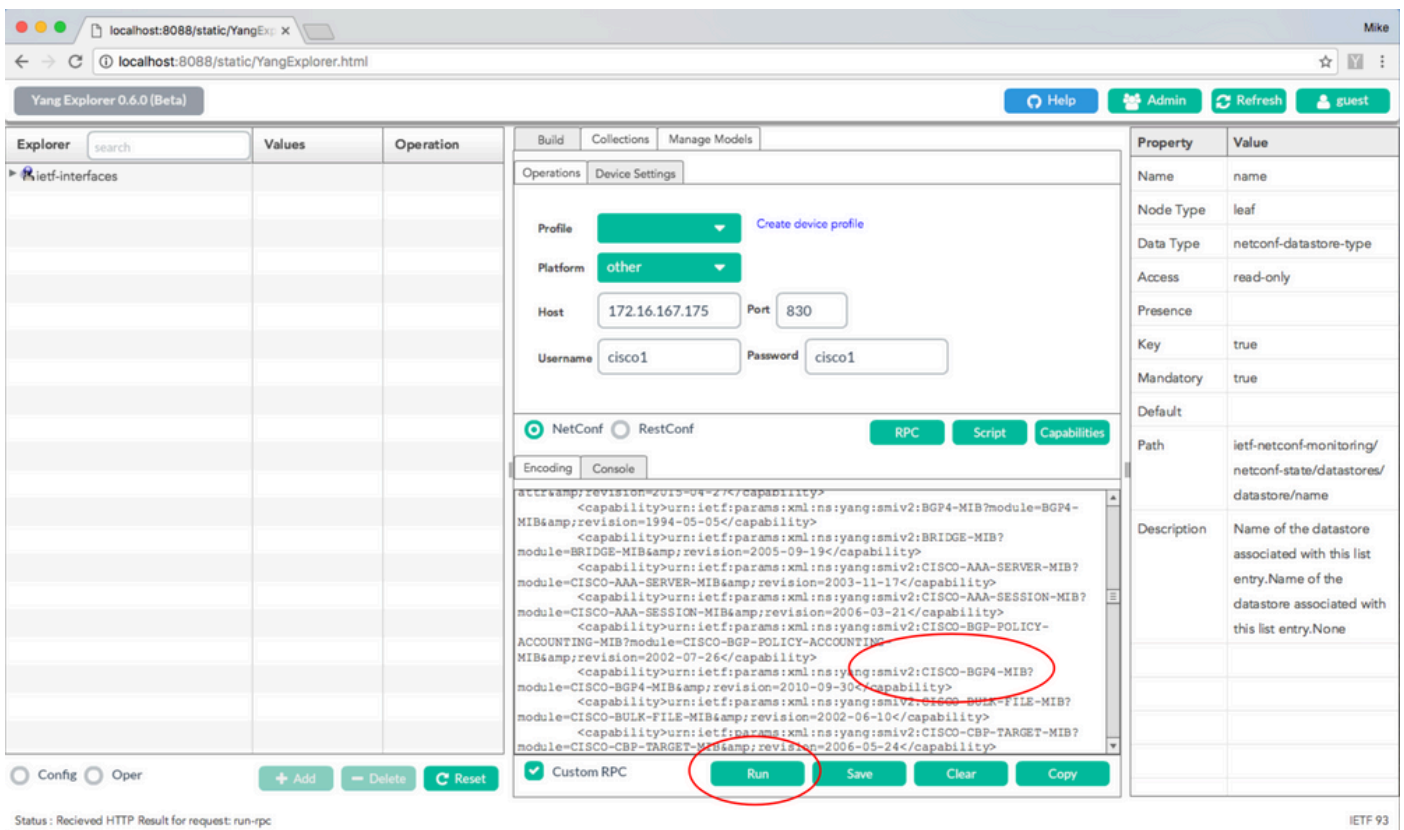 localhost:8088/static/YangExp
Mike
localhost:8088/static/YangExplorer.html
Y
Yang Explorer 0.6.0 (Beta)
Help
Admin
Refresh
guest
Explorer
search
Values
Operation
ietf-interfaces
Build
Collections
Manage Models
Operations
Device Settings
Profile
Create device profile
Platform
other
Host
172.16.167.175
Port
830
Username
cisco1
Password
cisco1
NetConf
RestConf
RPC
Script
Capabilities
Encoding
Console
attr&amp;revision=2015-04-27</capability>
<capability>urn:ietf:params:xml:ns:yang:smiv2:BGP4-MIB?module=BGP4-
MIB&amp;revision=1994-05-05</capability>
<capability>urn:ietf:params:xml:ns:yang:smiv2:BRIDGE-MIB?
module=BRIDGE-MIB&amp;revision=2005-09-19</capability>
<capability>urn:ietf:params:xml:ns:yang:smiv2:CISCO-AAA-SERVER-MIB?
module=CISCO-AAA-SERVER-MIB&amp;revision=2003-11-17</capability>
<capability>urn:ietf:params:xml:ns:yang:smiv2:CISCO-AAA-SESSION-MIB?
module=CISCO-AAA-SESSION-MIB&amp;revision=2006-03-21</capability>
<capability>urn:ietf:params:xml:ns:yang:smiv2:CISCO-BGP-POLICY-
ACCOUNTING-MIB?module=CISCO-BGP-POLICY-ACCOUNTING-
MIB&amp;revision=2002-07-26</capability>
<capability>urn:ietf:params:xml:ns:yang:smiv2:CISCO-BGP4-MIB?
module=CISCO-BGP4-MIB&amp;revision=2010-09-30</capability>
<capability>urn:ietf:params:xml:ns:yang:smiv2:CISCO-BULK-FILE-MIB?
module=CISCO-BULK-FILE-MIB&amp;revision=2002-06-10</capability>
<capability>urn:ietf:params:xml:ns:yang:smiv2:CISCO-CBP-TARGET-MIB?
module=CISCO-CBP-TARGET-MIB&amp;revision=2006-05-24</capability>
Config
Oper
+ Add
Delete
Reset
Custom RPC
Run
Save
Clear
Copy
Property
Value
Name
name
Node Type
leaf
Data Type
netconf-datastore-type
Access
read-only
Presence
Key
true
Mandatory
true
Default
Path
ietf-netconf-monitoring/
netconf-state/datastores/
datastore/name
Description
Name of the datastore
associated with this list
entry.Name of the
datastore associated with
this list entry.None
Status : Recieved HTTP Result for request: run-rpc
IETF 93